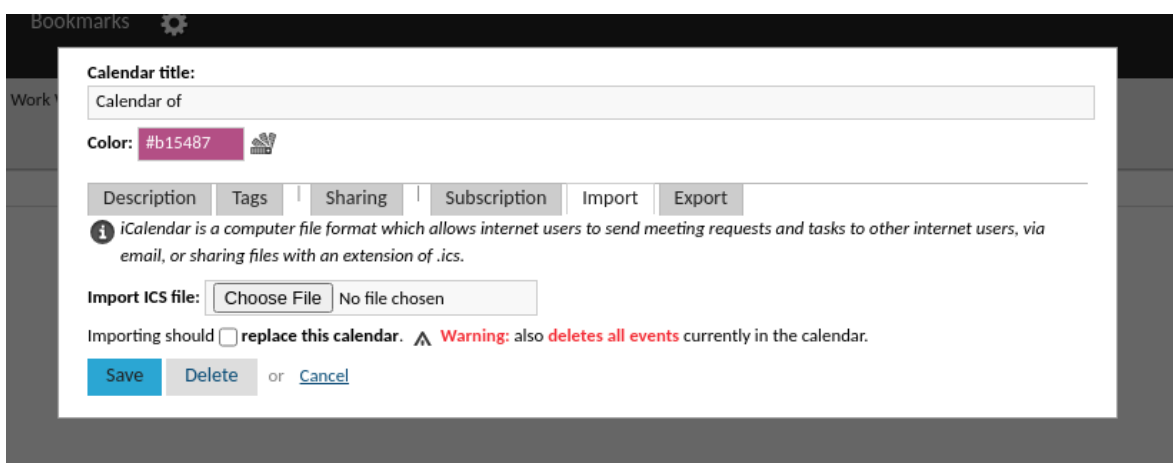 Bookmarks
Work
Calendar title:
Calendar of
Color: #b15487
Description Tags | Sharing | Subscription Import Export
iCalendar is a computer file format which allows internet users to send meeting requests and tasks to other internet users, via
email, or sharing files with an extension of .ics.
Import ICS file: Choose File No file chosen
Importing should replace this calendar. Warning: also deletes all events currently in the calendar.
Save Delete or Cancel